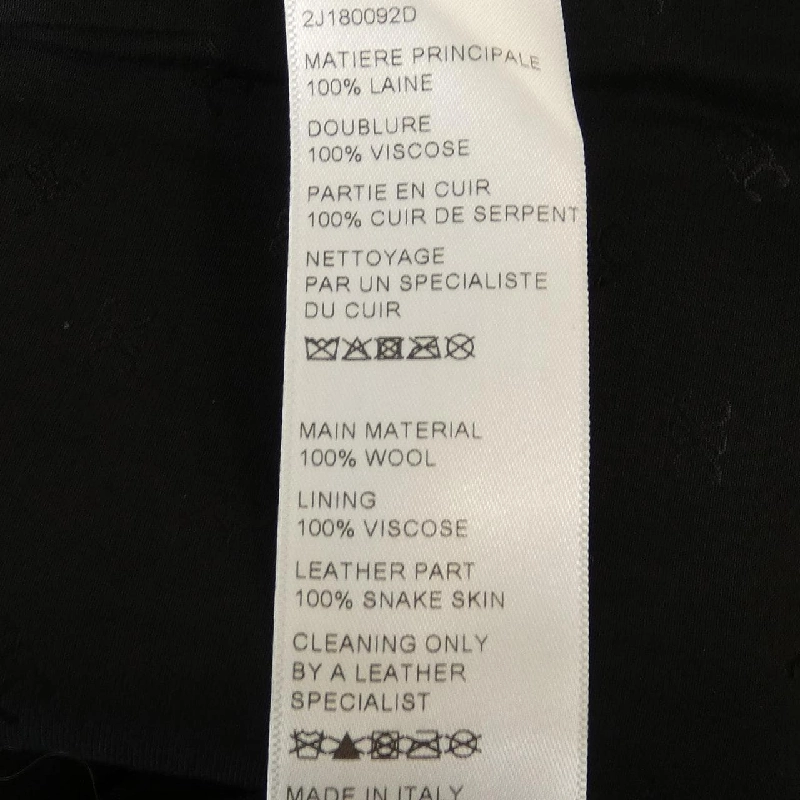 2J180092D
MATIERE PRINCIPALE
100% LAINE
DOUBLURE
100% VISCOSE
PARTIE EN CUIR
100% CUIR DE SERPENT
NETTOYAGE
PAR UN SPECIALISTE
DU CUIR
MAIN MATERIAL
100% WOOL
LINING
100% VISCOSE
LEATHER PART
100% SNAKE SKIN
CLEANING ONLY
BY A LEATHER
SPECIALIST
MADE IN ITALY